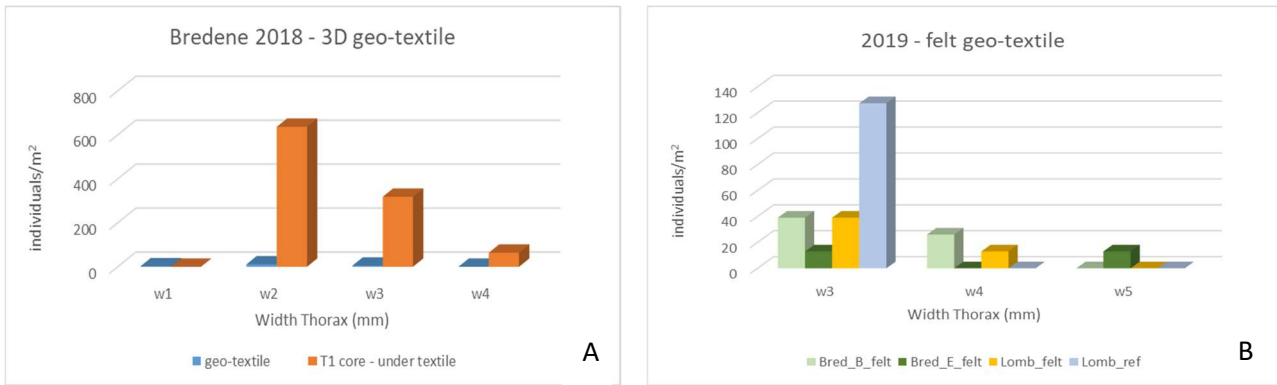 Bredene 2018 - 3D geo-textile
individuals/m²
800
600
400
200
0
w1 w2 w3 w4
Width Thorax (mm)
geo-textile T1 core - under textile
A
2019 - felt geo-textile
individuals/m²
140
120
100
80
60
40
20
0
w3 w4 w5
Width Thorax (mm)
Bred_B_felt Bred_E_felt Lomb_felt Lomb_ref
B